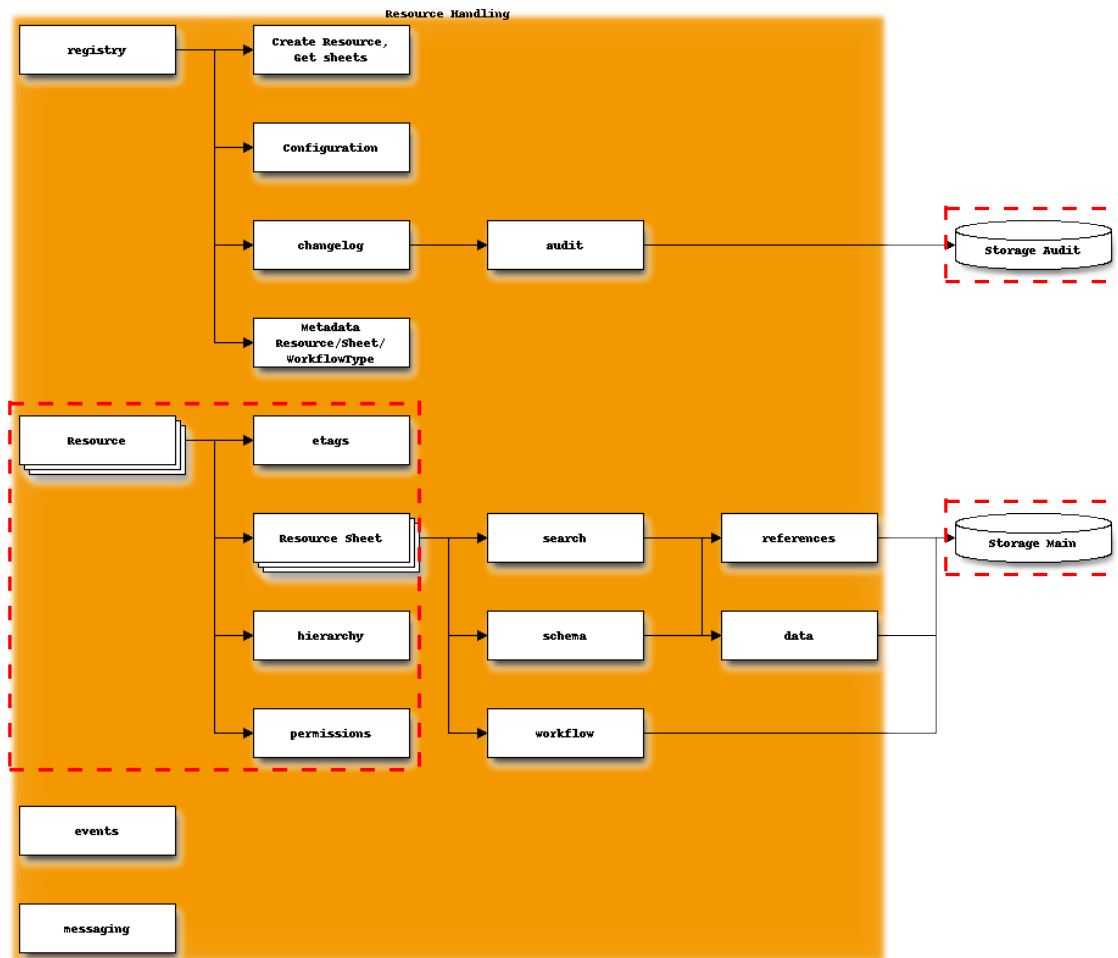 Resource Handling
registry
Create Resource,
Get sheets
Configuration
changelog
audit
Storage Audit
Metadata
Resource/Sheet/
WorkflowType
Resource
etags
Resource Sheet
search
references
Storage Main
hierarchy
schema
data
permissions
workflow
events
messaging